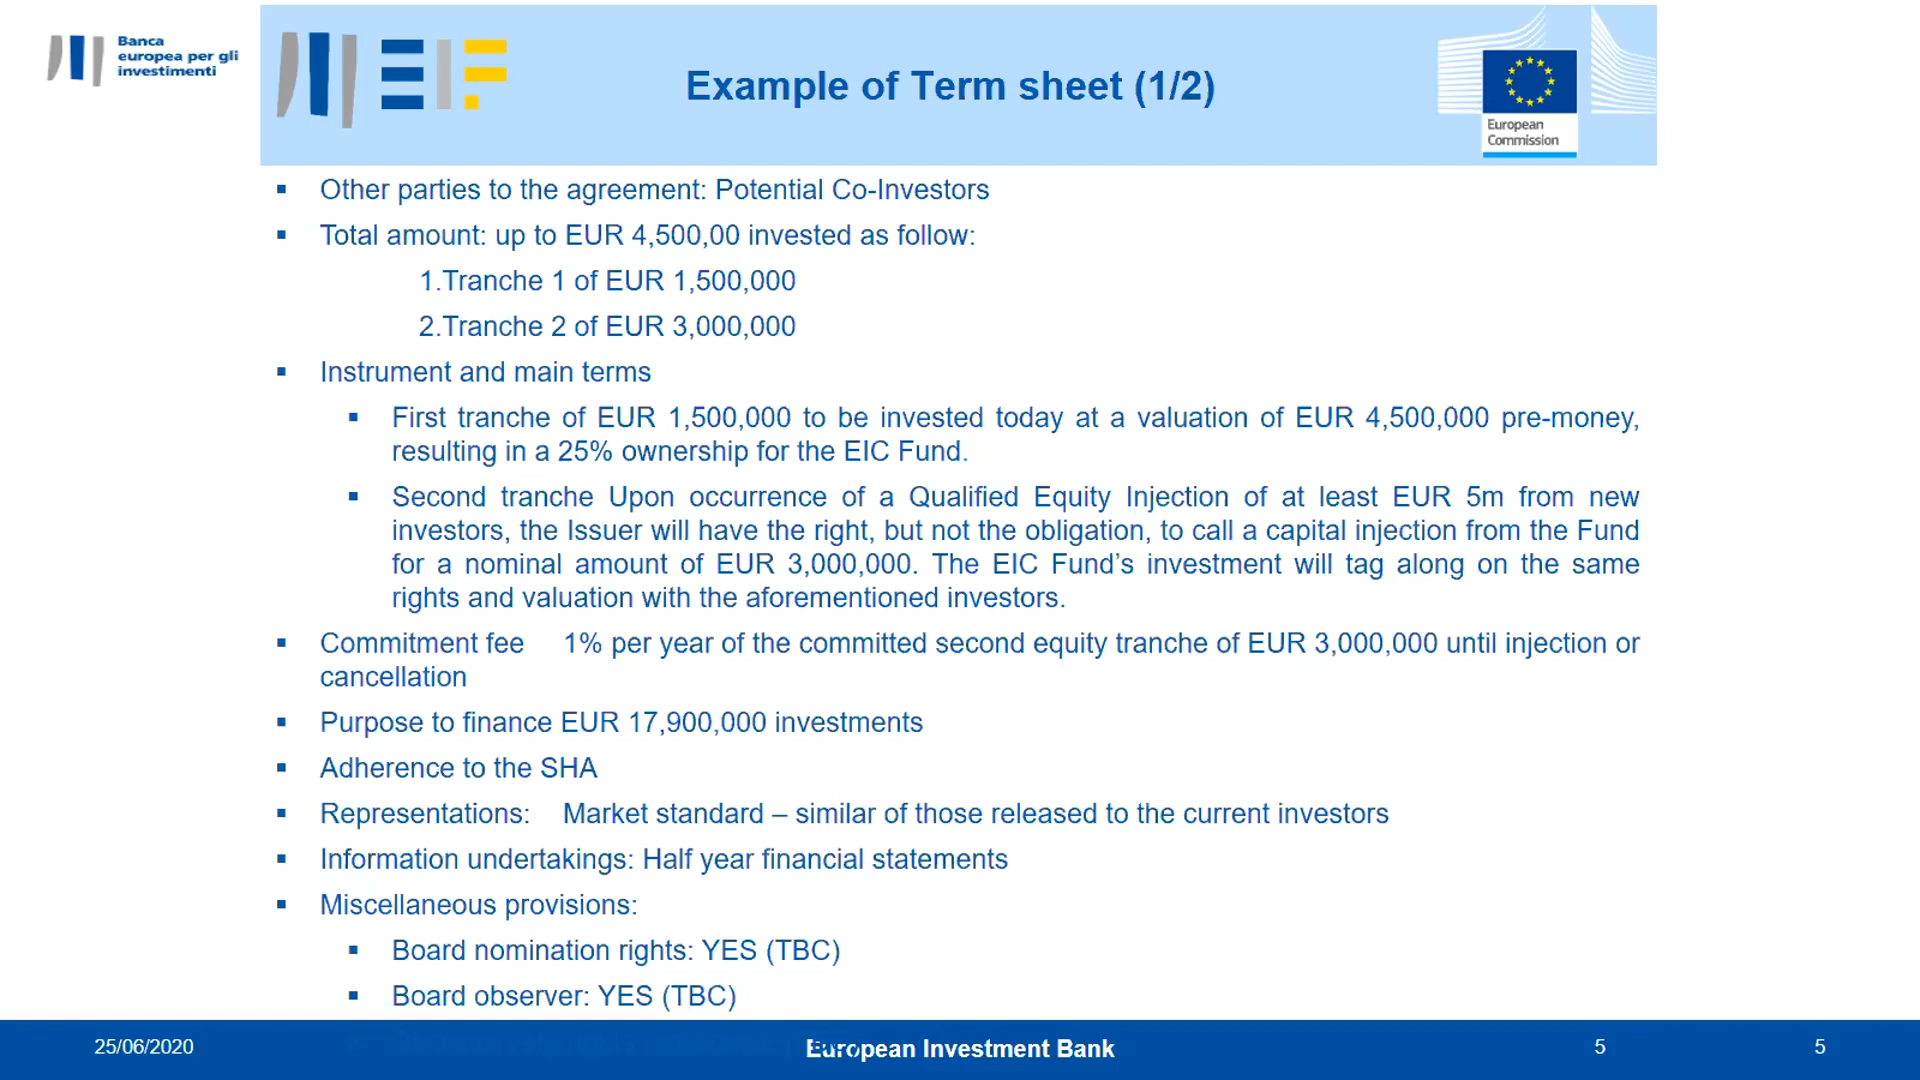 Banca
europea per gli
investimenti
EIF
Example of Term sheet (1/2)
European
Commission
▪ Other parties to the agreement: Potential Co-Investors
▪ Total amount: up to EUR 4,500,00 invested as follow:
1.Tranche 1 of EUR 1,500,000
2.Tranche 2 of EUR 3,000,000
▪ Instrument and main terms
▪ First tranche of EUR 1,500,000 to be invested today at a valuation of EUR 4,500,000 pre-money,
resulting in a 25% ownership for the EIC Fund.
▪ Second tranche Upon occurrence of a Qualified Equity Injection of at least EUR 5m from new
investors, the Issuer will have the right, but not the obligation, to call a capital injection from the Fund
for a nominal amount of EUR 3,000,000. The EIC Fund's investment will tag along on the same
rights and valuation with the aforementioned investors.
▪ Commitment fee 1% per year of the committed second equity tranche of EUR 3,000,000 until injection or
cancellation
▪ Purpose to finance EUR 17,900,000 investments
▪ Adherence to the SHA
▪ Representations: Market standard – similar of those released to the current investors
▪ Information undertakings: Half year financial statements
▪ Miscellaneous provisions:
▪ Board nomination rights: YES (TBC)
▪ Board observer: YES (TBC)
25/06/2020
European Investment Bank
5
5